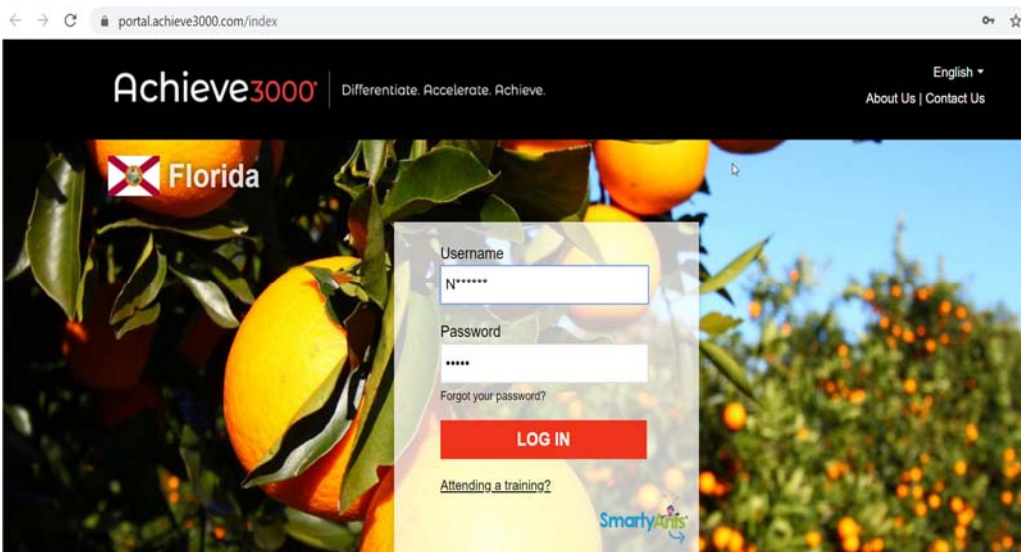 portal.achieve3000.com/index
Achieve3000
Differentiate. Accelerate. Achieve.
English
About Us | Contact Us
Florida
Username
N******
Password
•••••
Forgot your password?
LOG IN
Attending a training?
SmartyAnts